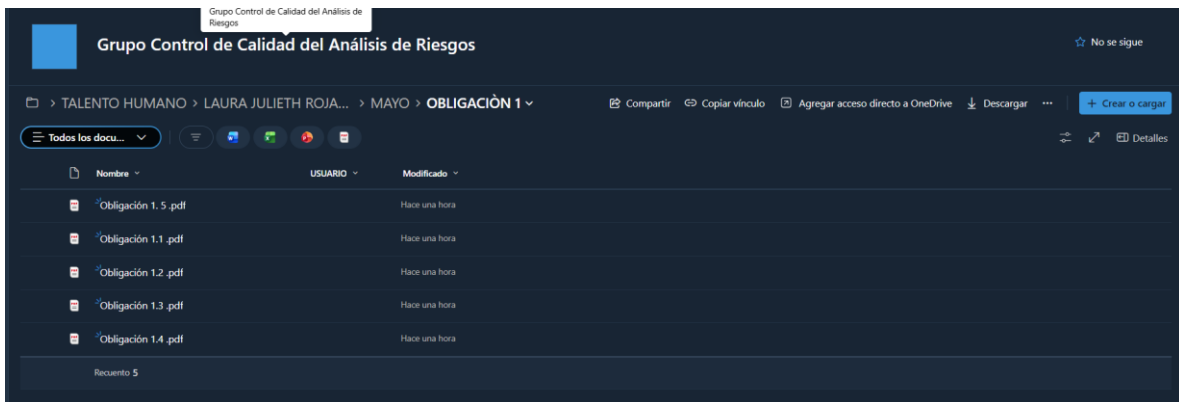 Grupo Control de Calidad del Análisis de
Riesgos
Grupo Control de Calidad del Análisis de Riesgos
No se sigue
TALENTO HUMANO > LAURA JULIETH ROJA... > MAYO > OBLIGACIÒN 1
Compartir Copiar vínculo Agregar acceso directo a OneDrive Descargar ... + Crear o cargar
Todos los docu... Detalles
Nombre USUARIO Modificado
Obligación 1. 5 .pdf Hace una hora
Obligación 1.1 .pdf Hace una hora
Obligación 1.2 .pdf Hace una hora
Obligación 1.3 .pdf Hace una hora
Obligación 1.4 .pdf Hace una hora
Recuento 5